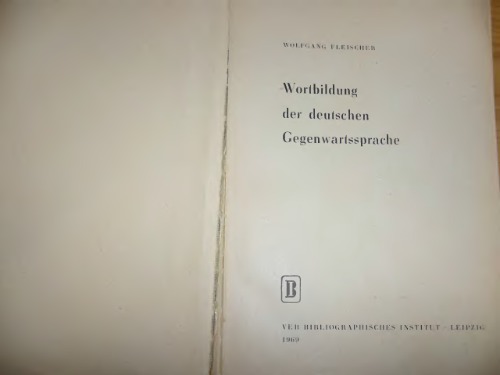 WOLFGANG FLEISCHER
Wortbildung
der deutschen
Gegenwartssprache
B
VEB BIBLIOGRAPHISCHES INSTITUT · LEIPZIG
1969